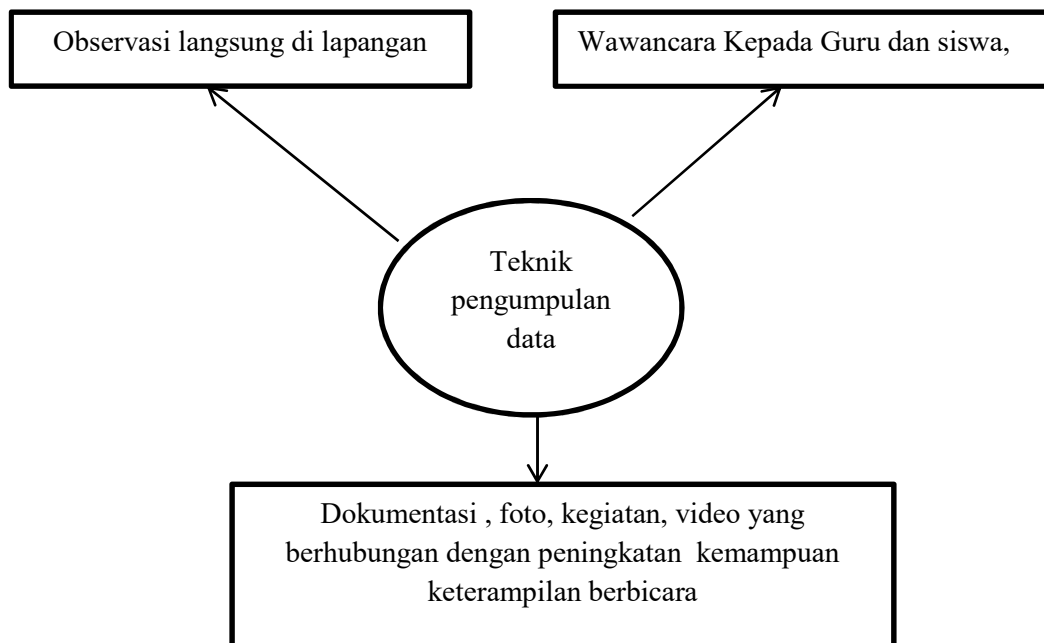 Observasi langsung di lapangan
Wawancara Kepada Guru dan siswa,
Teknik
pengumpulan
data
Dokumentasi , foto, kegiatan, video yang
berhubungan dengan peningkatan kemampuan
keterampilan berbicara